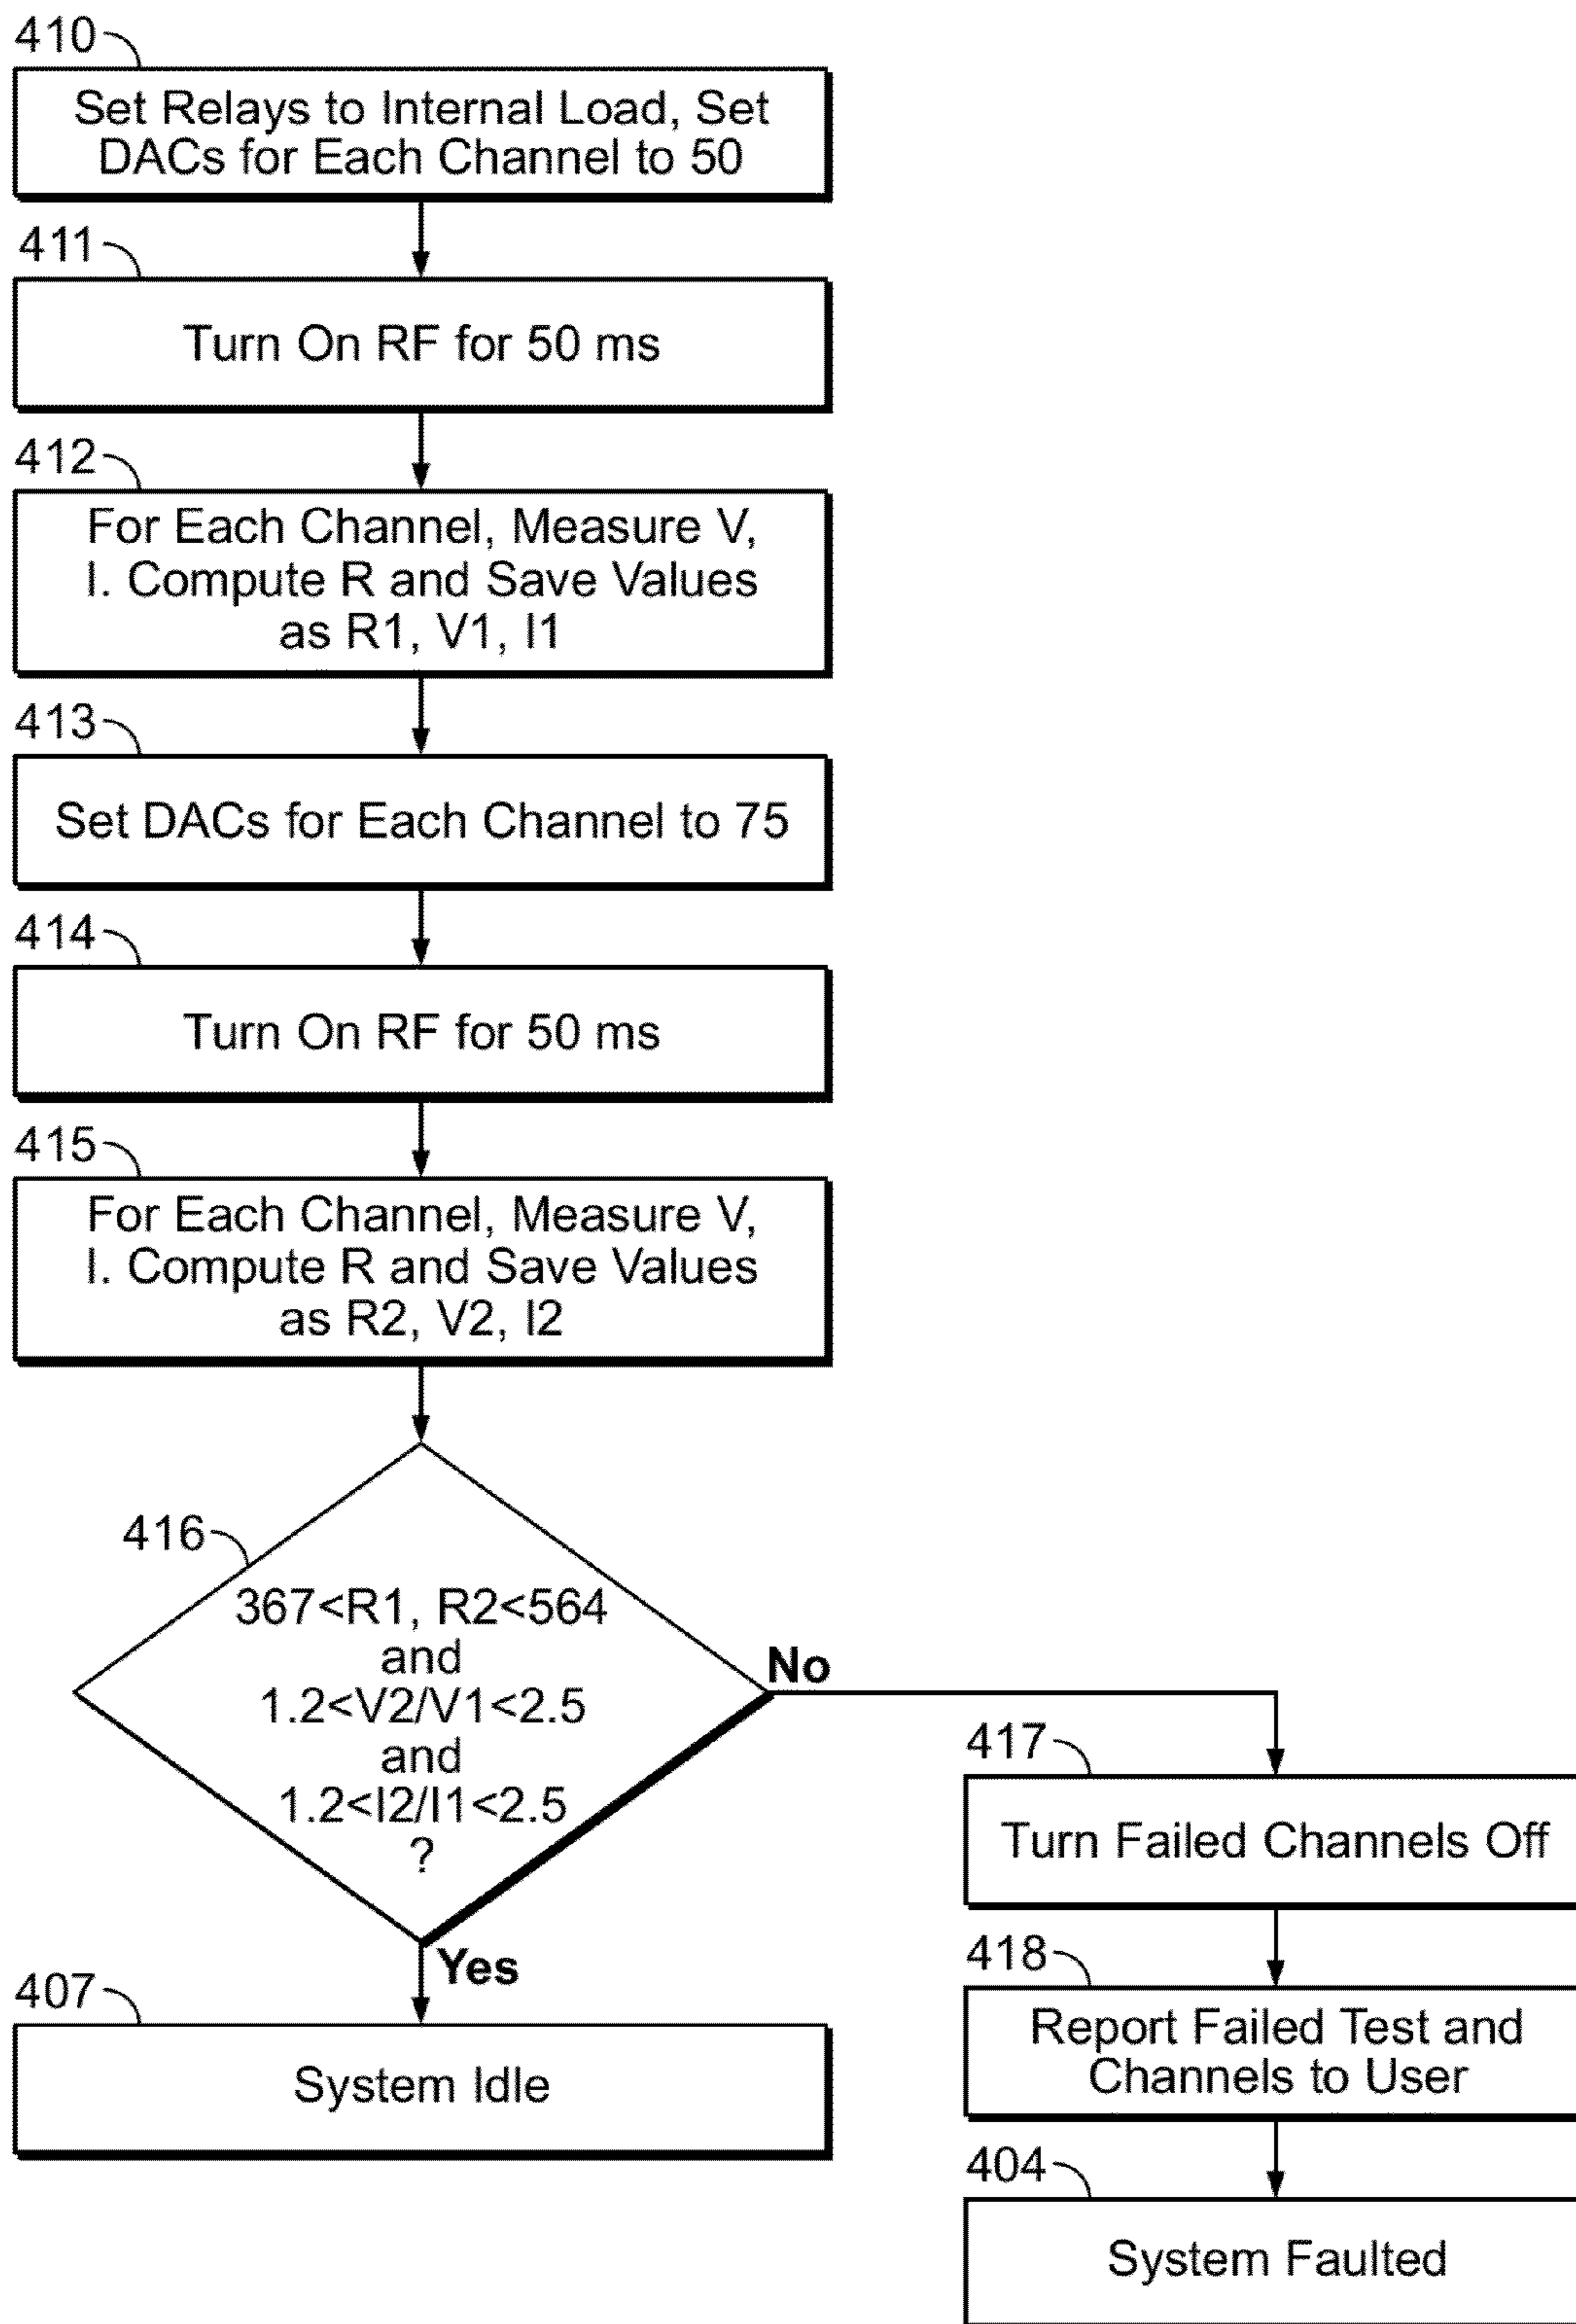 410
Set Relays to Internal Load, Set
DACs for Each Channel to 50
411
Turn On RF for 50 ms
412
For Each Channel, Measure V,
I. Compute R and Save Values
as R1, V1, I1
413
Set DACs for Each Channel to 75
414
Turn On RF for 50 ms
415
For Each Channel, Measure V,
I. Compute R and Save Values
as R2, V2, I2
416
367<R1, R2<564
and
1.2<V2/V1<2.5
and
1.2<I2/I1<2.5
?
No
Yes
407
System Idle
417
Turn Failed Channels Off
418
Report Failed Test and
Channels to User
404
System Faulted